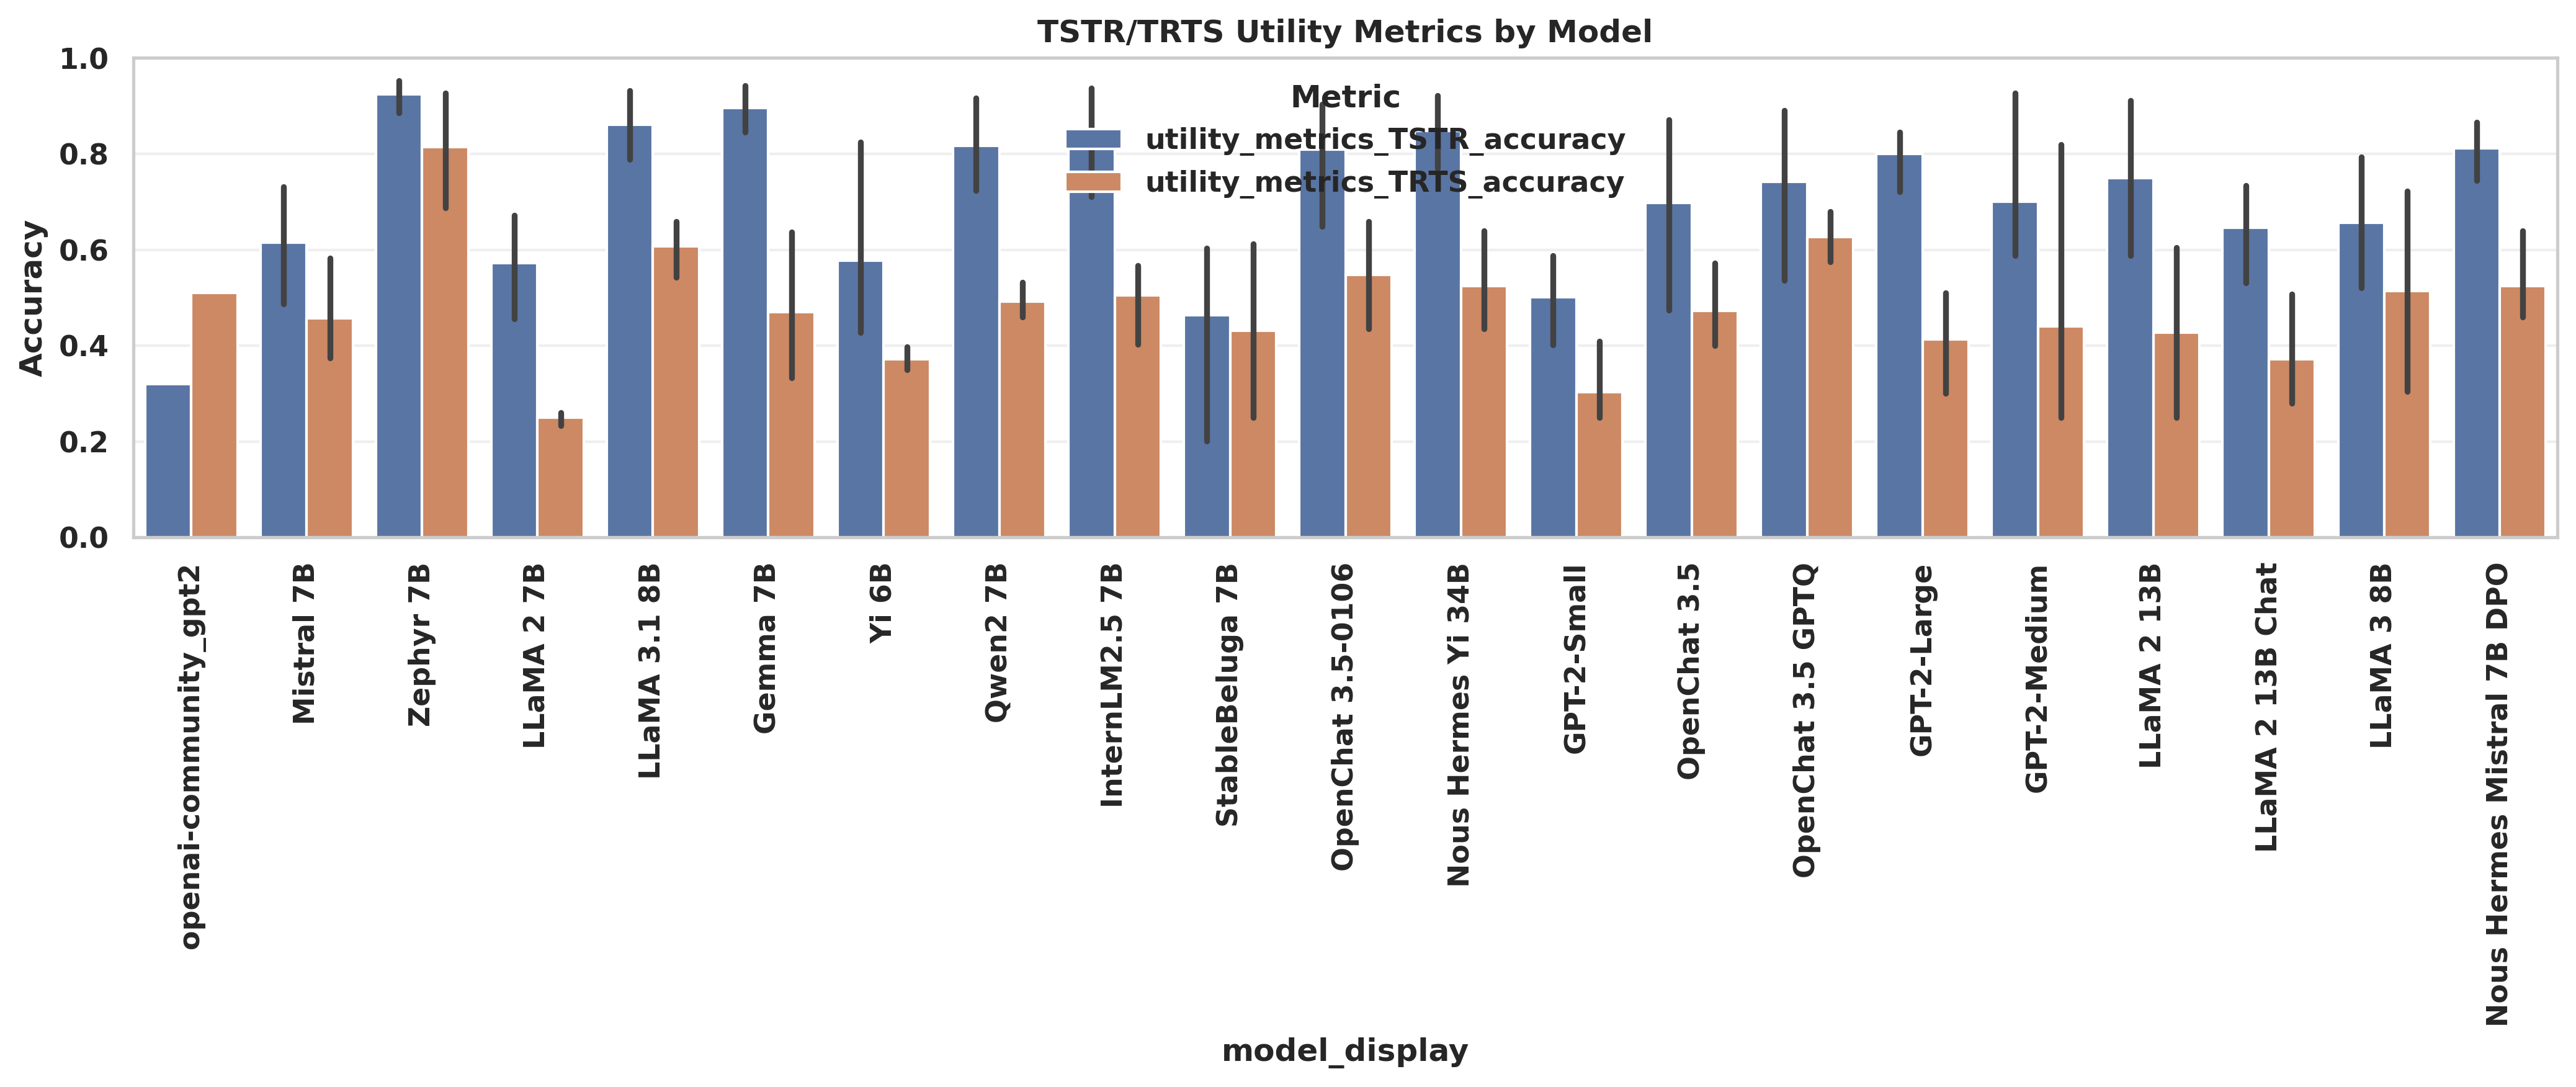 TSTR/TRTS Utility Metrics by Model
Metric
utility_metrics_TSTR_accuracy
utility_metrics_TRTS_accuracy
Accuracy
1.0
0.8
0.6
0.4
0.2
0.0
openai-community_gpt2
Mistral 7B
Zephyr 7B
LLaMA 2 7B
LLaMA 3.1 8B
Gemma 7B
Yi 6B
Qwen2 7B
InternLM2.5 7B
StableBeluga 7B
OpenChat 3.5-0106
Nous Hermes Yi 34B
GPT-2-Small
OpenChat 3.5
OpenChat 3.5 GPTQ
GPT-2-Large
GPT-2-Medium
LLaMA 2 13B
LLaMA 2 13B Chat
LLaMA 3 8B
Nous Hermes Mistral 7B DPO
model_display